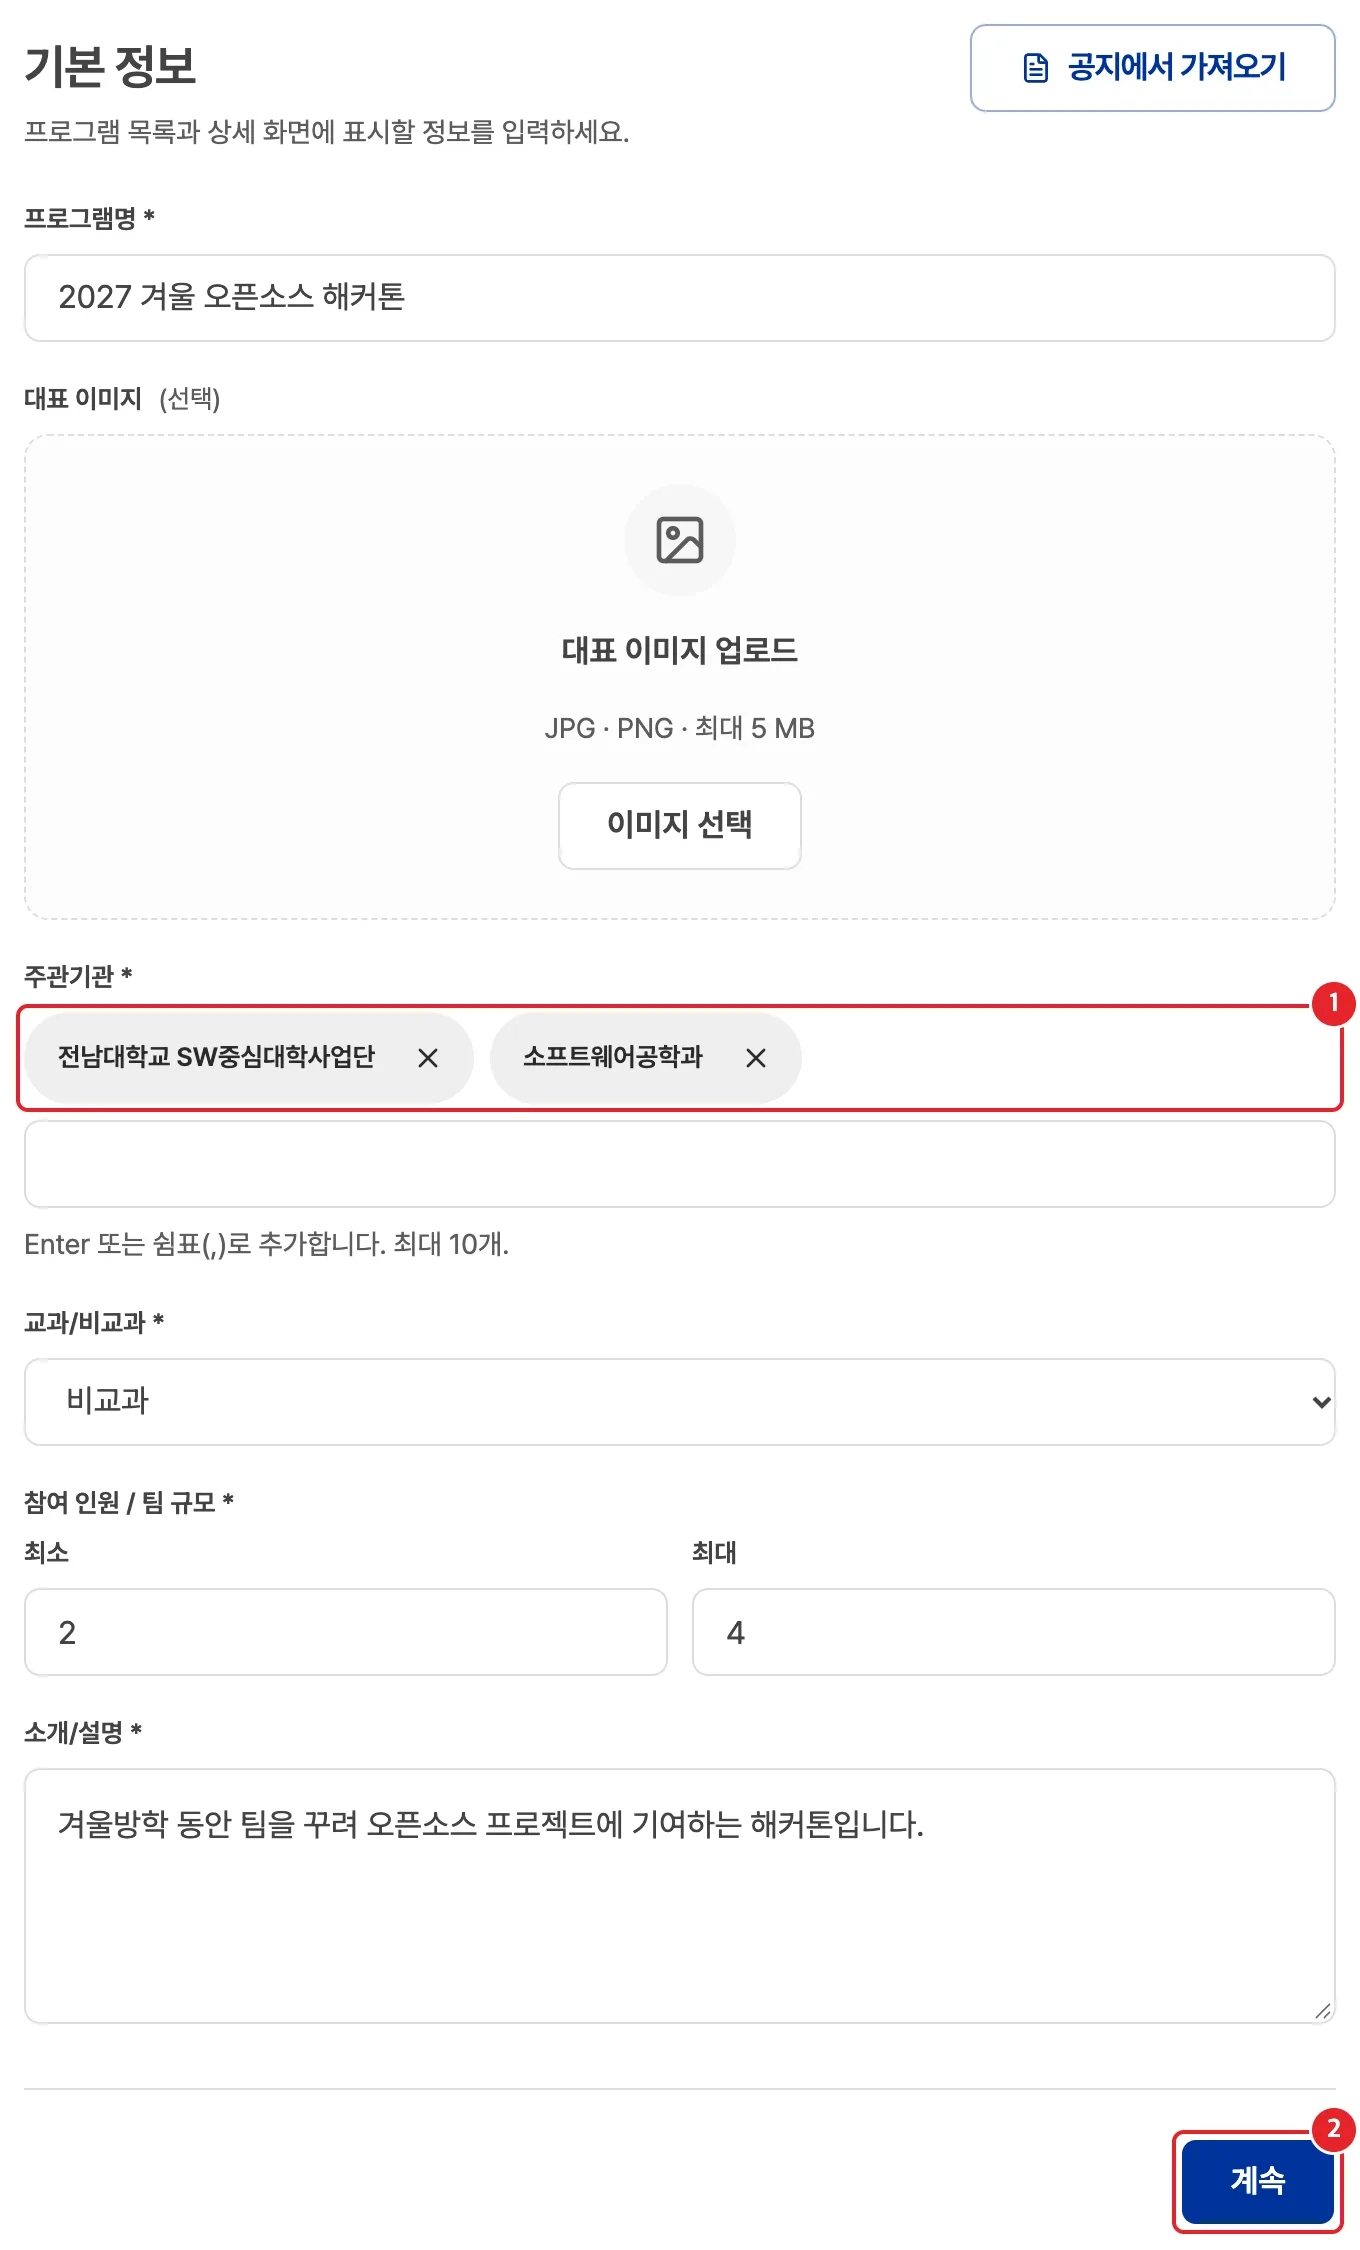 기본 정보
공지에서 가져오기
프로그램 목록과 상세 화면에 표시할 정보를 입력하세요.
프로그램명 *
2027 겨울 오픈소스 해커톤
대표 이미지 (선택)
대표 이미지 업로드
JPG · PNG · 최대 5 MB
이미지 선택
주관기관 *
1
전남대학교 SW중심대학사업단 ×
소프트웨어공학과 ×
Enter 또는 쉼표(,)로 추가합니다. 최대 10개.
교과/비교과 *
비교과
참여 인원 / 팀 규모 *
최소 최대
2 4
소개/설명 *
겨울방학 동안 팀을 꾸려 오픈소스 프로젝트에 기여하는 해커톤입니다.
2
계속